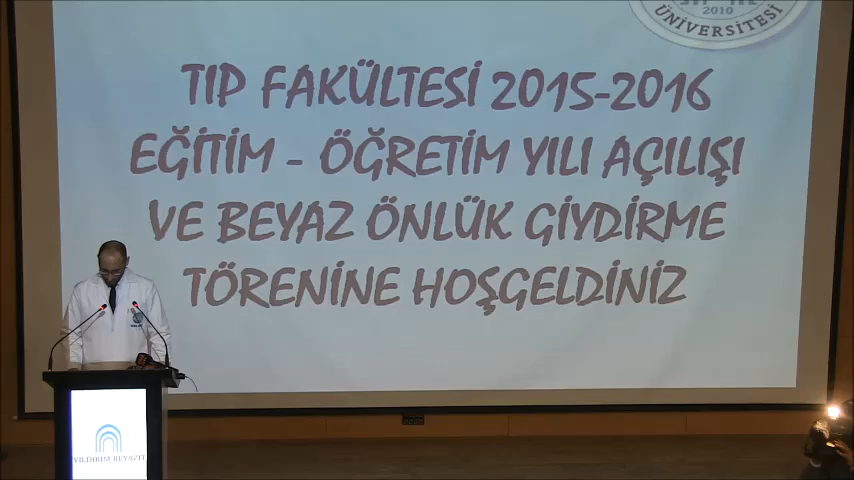 2010
ÜNİVERSİTESİ
TIP FAKÜLTESİ 2015-2016
EĞİTİM - ÖĞRETİM YILI AÇILIŞI
VE BEYAZ ÖNLÜK GİYDİRME
TÖRENİNE HOŞGELDİNİZ
YILDIRIM BEYAZIT